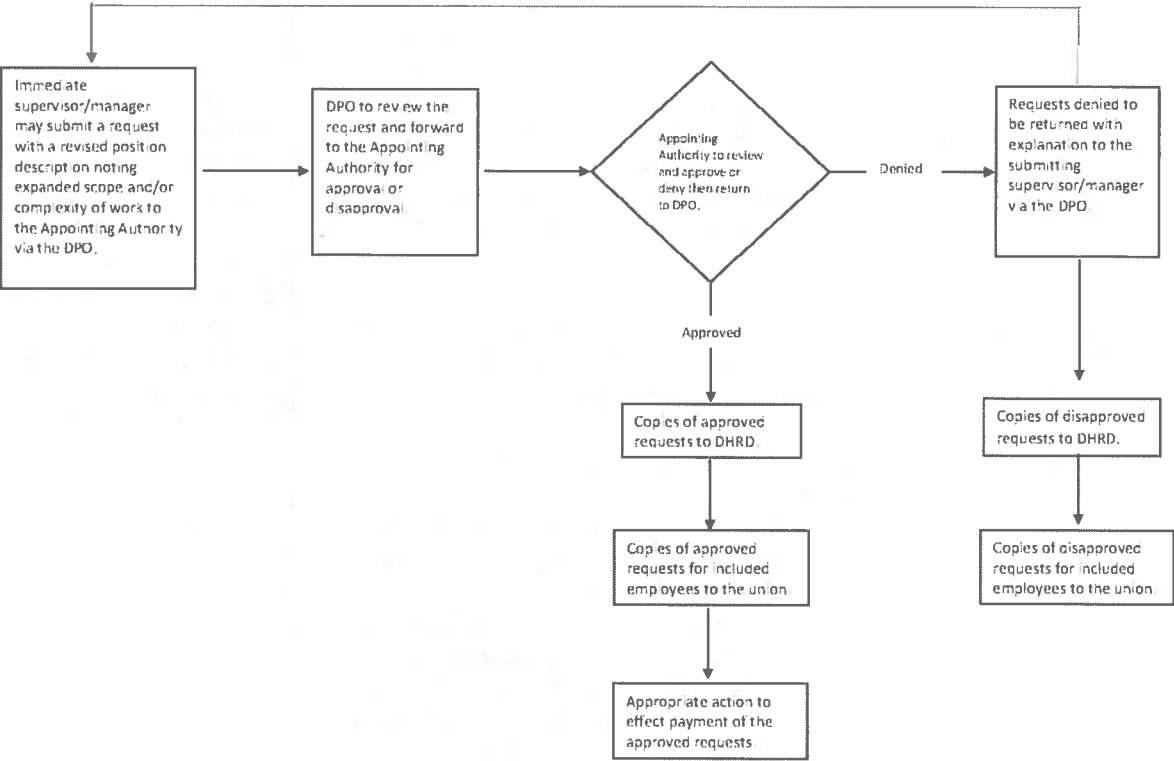 Immediate
supervisor/manager
may submit a request
with a revised position
description noting
expanded scope and/or
complexity of work to
the Appointing Authority
via the DPO.
DPO to review the
request and forward
to the Appointing
Authority for
approval or
disapproval.
Appointing
Authority to review
and approve or
deny then return
to DPO.
Denied
Requests denied to
be returned with
explanation to the
submitting
supervisor/manager
via the DPO.
Approved
Copies of approved
requests to DHRD.
Copies of disapproved
requests to DHRD.
Copies of approved
requests for included
employees to the union.
Copies of disapproved
requests for included
employees to the union.
Appropriate action to
effect payment of the
approved requests.